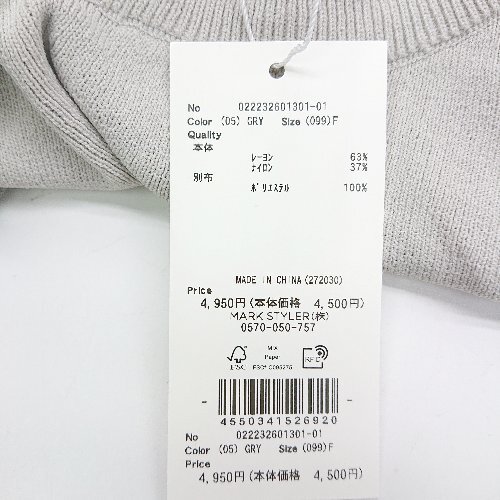 No 022232601301-01
Color (05) GRY Size (099)F
Quality
本体
ﾚｰﾖﾝ 63%
ﾅｲﾛﾝ 37%
別布
ﾎﾟﾘｴｽﾃﾙ 100%
MADE IN CHINA(272030)
Price
4,950円(本体価格 4,500円)
MARK STYLER(株)
0570-050-757
FSC
MIX
Paper
RFID
4550341526920
No 022232601301-01
Color (05) GRY Size (099)F
Price
4,950円(本体価格 4,500円)